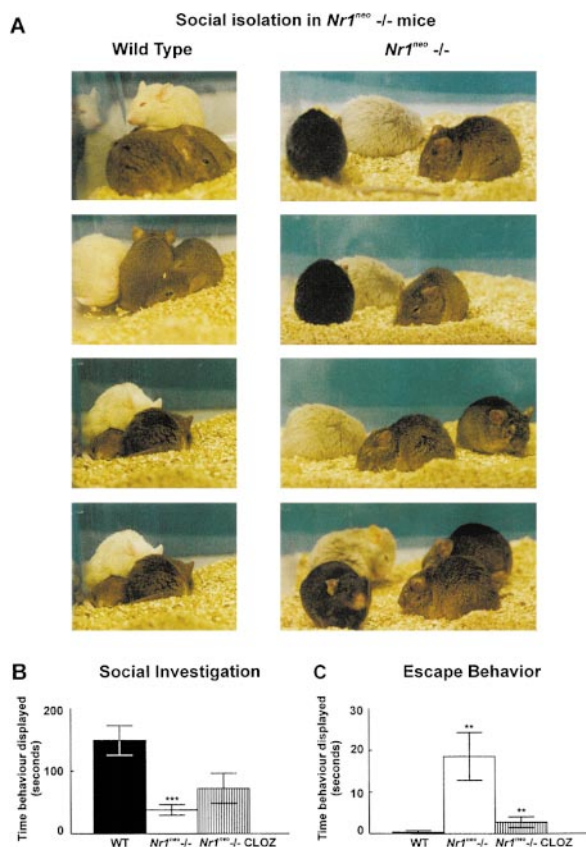 A
Social isolation in Nr1neo -/- mice
Wild Type
Nr1neo -/-
B
Social Investigation
Time behaviour displayed
(seconds)
200
100
0
***
WT
Nr1neo-/-
Nr1neo-/- CLOZ
C
Escape Behavior
Time behaviour displayed
(seconds)
30
20
10
0
**
**
WT
Nr1neo-/-
Nr1neo-/- CLOZ